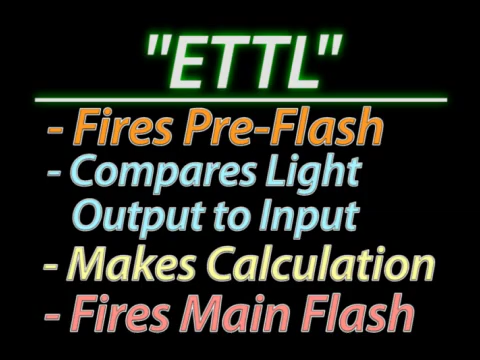 "ETTL"
- Fires Pre-Flash
- Compares Light
Output to Input
- Makes Calculation
- Fires Main Flash